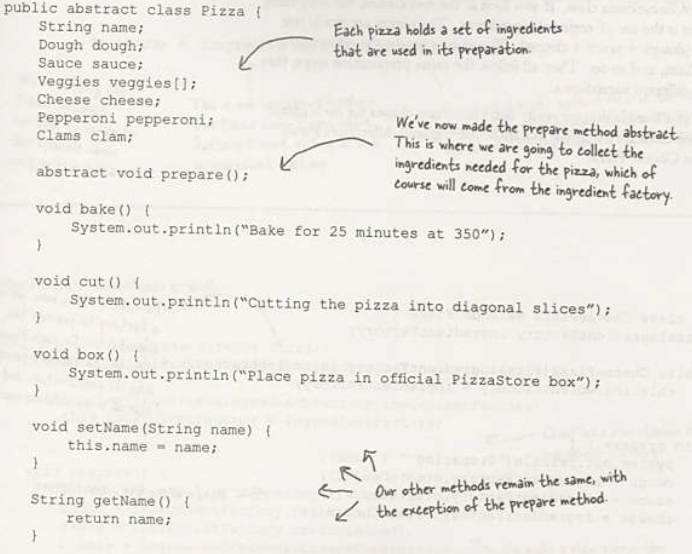 public abstract class Pizza {
String name;
Dough dough;
Sauce sauce;
Veggies veggies[];
Cheese cheese;
Pepperoni pepperoni;
Clams clam;
Each pizza holds a set of ingredients
that are used in its preparation.
abstract void prepare();
We've now made the prepare method abstract.
This is where we are going to collect the
ingredients needed for the pizza, which of
course will come from the ingredient factory.
void bake() {
System.out.println("Bake for 25 minutes at 350");
}
void cut() {
System.out.println("Cutting the pizza into diagonal slices");
}
void box() {
System.out.println("Place pizza in official PizzaStore box");
}
void setName(String name) {
this.name = name;
}
String getName() {
return name;
}
Our other methods remain the same, with
the exception of the prepare method.